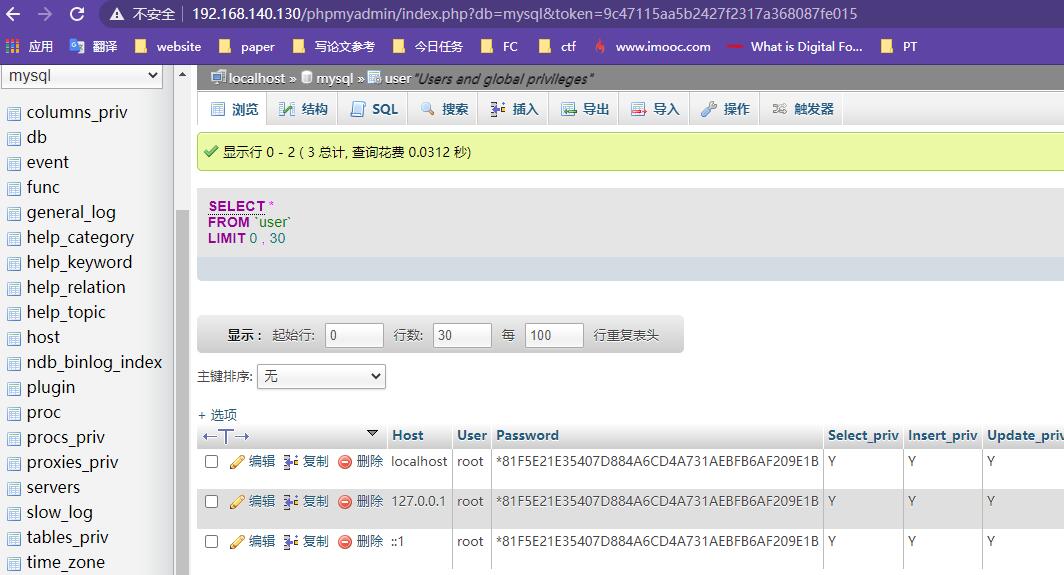 不安全 192.168.140.130/phpmyadmin/index.php?db=mysql&token=9c47115aa5b2427f2317a368087fe015
应用 翻译 website paper 写论文参考 今日任务 FC ctf www.imooc.com What is Digital Fo... PT
mysql
columns_priv
db
event
func
general_log
help_category
help_keyword
help_relation
help_topic
host
ndb_binlog_index
plugin
proc
procs_priv
proxies_priv
servers
slow_log
tables_priv
time_zone
localhost » mysql » user "Users and global privileges"
浏览 结构 SQL 搜索 插入 导出 导入 操作 触发器
显示行 0 - 2 ( 3 总计, 查询花费 0.0312 秒)
SELECT *
FROM `user`
LIMIT 0 , 30
显示 : 起始行: 0 行数: 30 每 100 行重复表头
主键排序: 无
+ 选项
←T→ Host User Password Select_priv Insert_priv Update_priv
编辑 复制 删除 localhost root *81F5E21E35407D884A6CD4A731AEBFB6AF209E1B Y Y Y
编辑 复制 删除 127.0.0.1 root *81F5E21E35407D884A6CD4A731AEBFB6AF209E1B Y Y Y
编辑 复制 删除 ::1 root *81F5E21E35407D884A6CD4A731AEBFB6AF209E1B Y Y Y